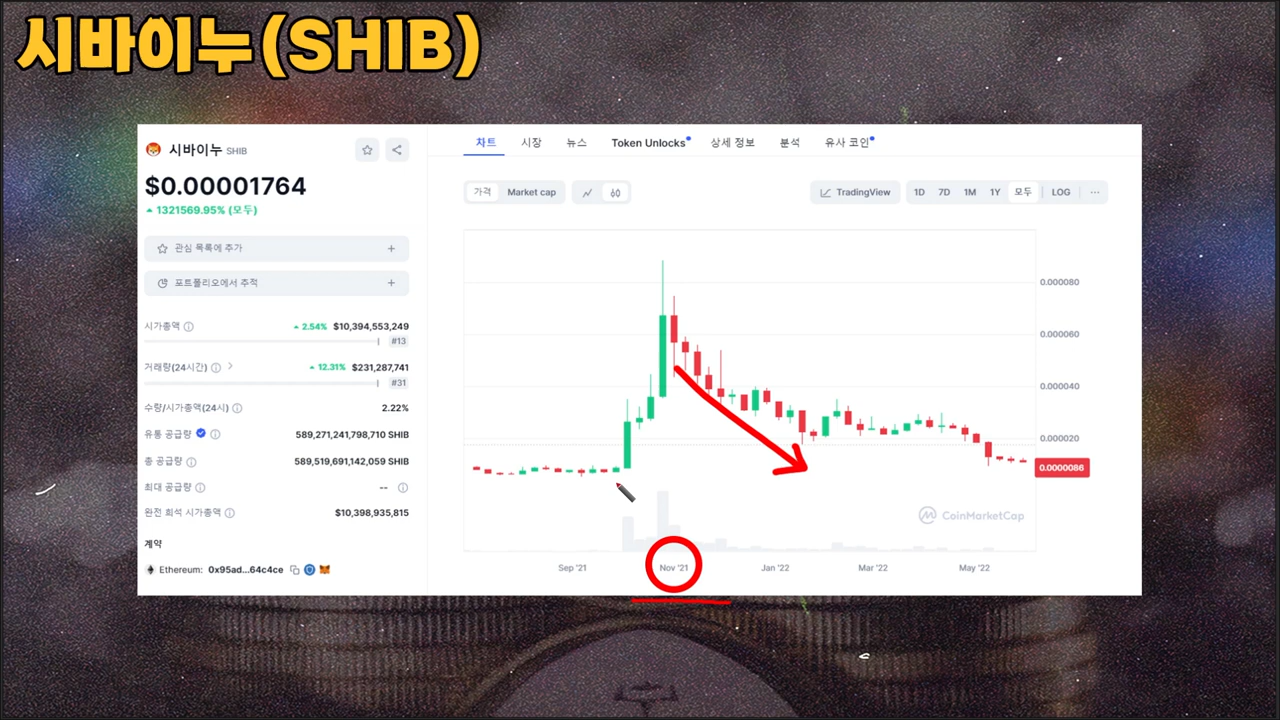 시바이누(SHIB)
시바이누 SHIB
$0.00001764
1321569.95% (모두)
관심 목록에 추가 +
포트폴리오에서 추적 +
시가총액 2.54% $10,394,553,249
#13
거래량(24시간) 12.31% $231,287,741
#31
수량/시가총액(24시) 2.22%
유통 공급량 589,271,241,798,710 SHIB
총 공급량 589,519,691,142,059 SHIB
최대 공급량 --
완전 희석 시가총액 $10,398,935,815
계약
Ethereum: 0x95ad...64c4ce
차트 시장 뉴스 Token Unlocks 상세 정보 분석 유사 코인
가격 Market cap TradingView 1D 7D 1M 1Y 모두 LOG ...
0.000080
0.000060
0.000040
0.000020
0.0000086
CoinMarketCap
Sep '21 Nov '21 Jan '22 Mar '22 May '22